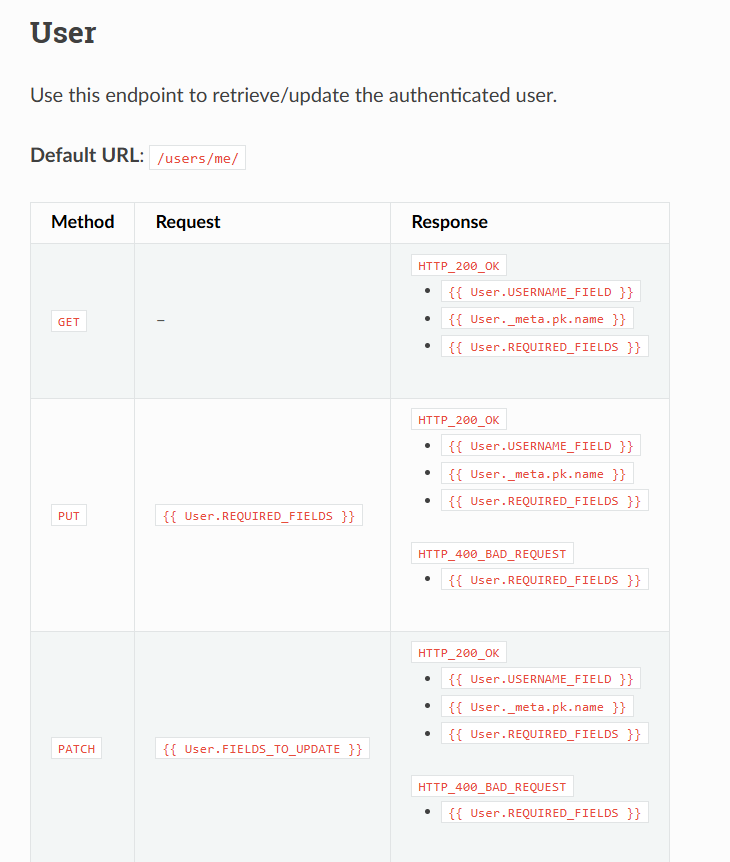 User
Use this endpoint to retrieve/update the authenticated user.
Default URL: /users/me/
Method Request Response
GET – HTTP_200_OK
{{ User.USERNAME_FIELD }}
{{ User._meta.pk.name }}
{{ User.REQUIRED_FIELDS }}
PUT {{ User.REQUIRED_FIELDS }} HTTP_200_OK
{{ User.USERNAME_FIELD }}
{{ User._meta.pk.name }}
{{ User.REQUIRED_FIELDS }}
HTTP_400_BAD_REQUEST
{{ User.REQUIRED_FIELDS }}
PATCH {{ User.FIELDS_TO_UPDATE }} HTTP_200_OK
{{ User.USERNAME_FIELD }}
{{ User._meta.pk.name }}
{{ User.REQUIRED_FIELDS }}
HTTP_400_BAD_REQUEST
{{ User.REQUIRED_FIELDS }}